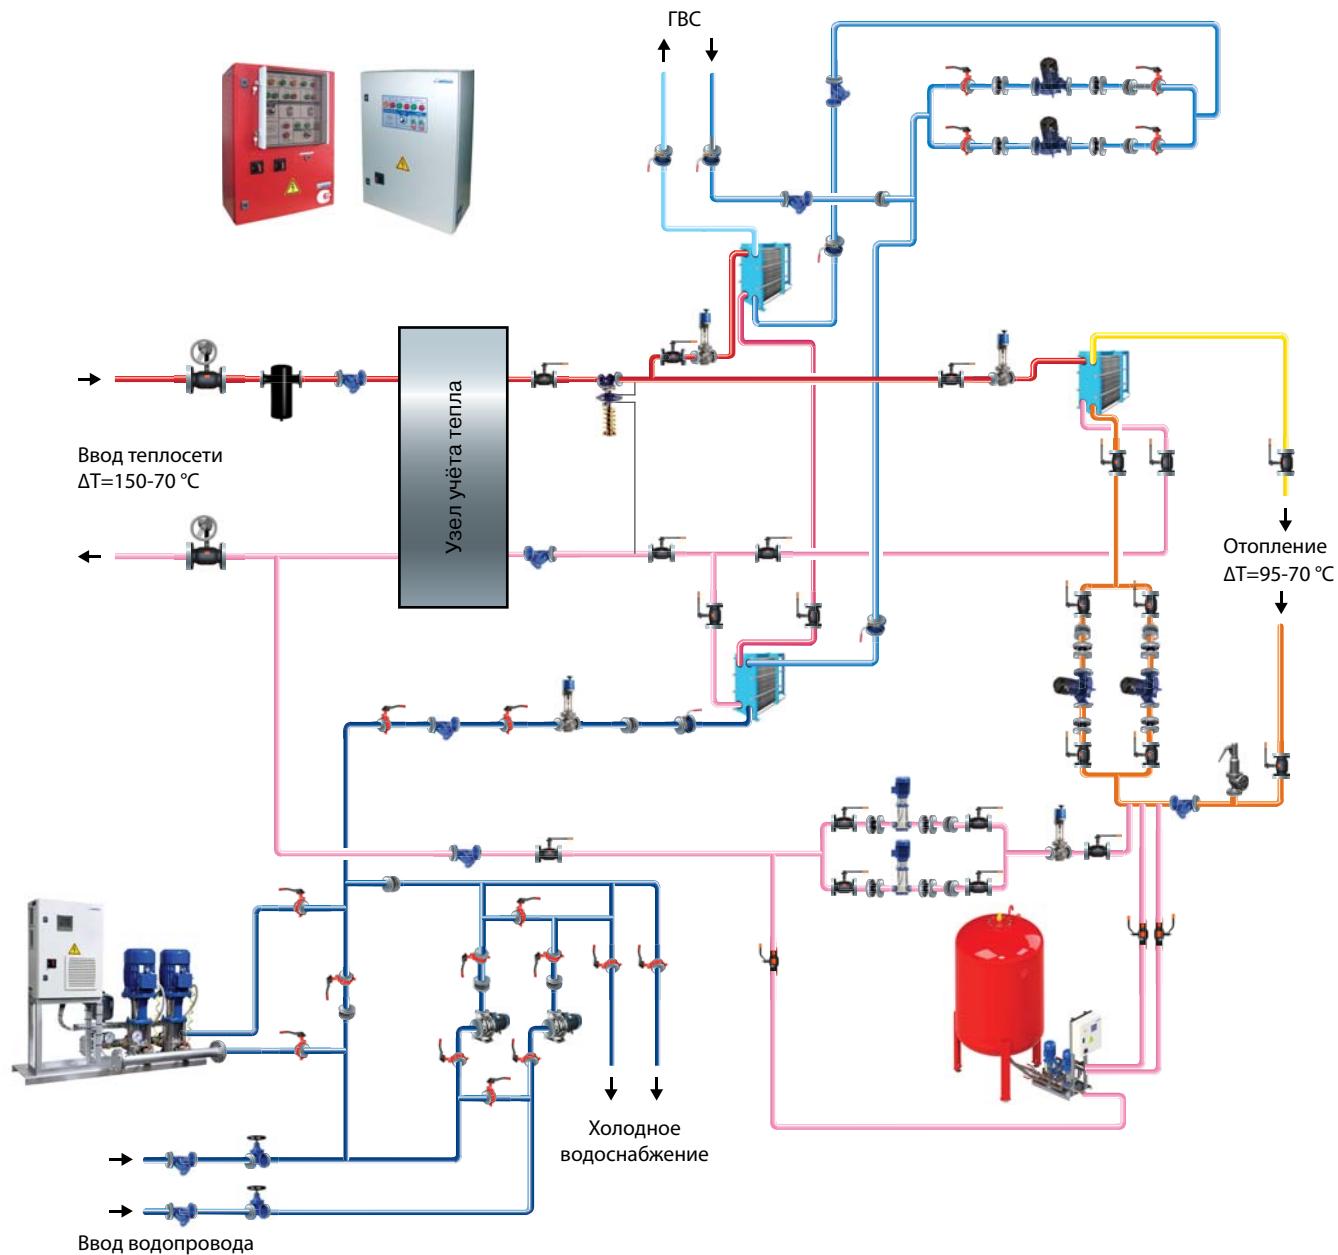 ГВС
Узел учёта тепла
Ввод теплосети
ΔT=150-70 °C
Отопление
ΔT=95-70 °C
Холодное
водоснабжение
Ввод водопровода